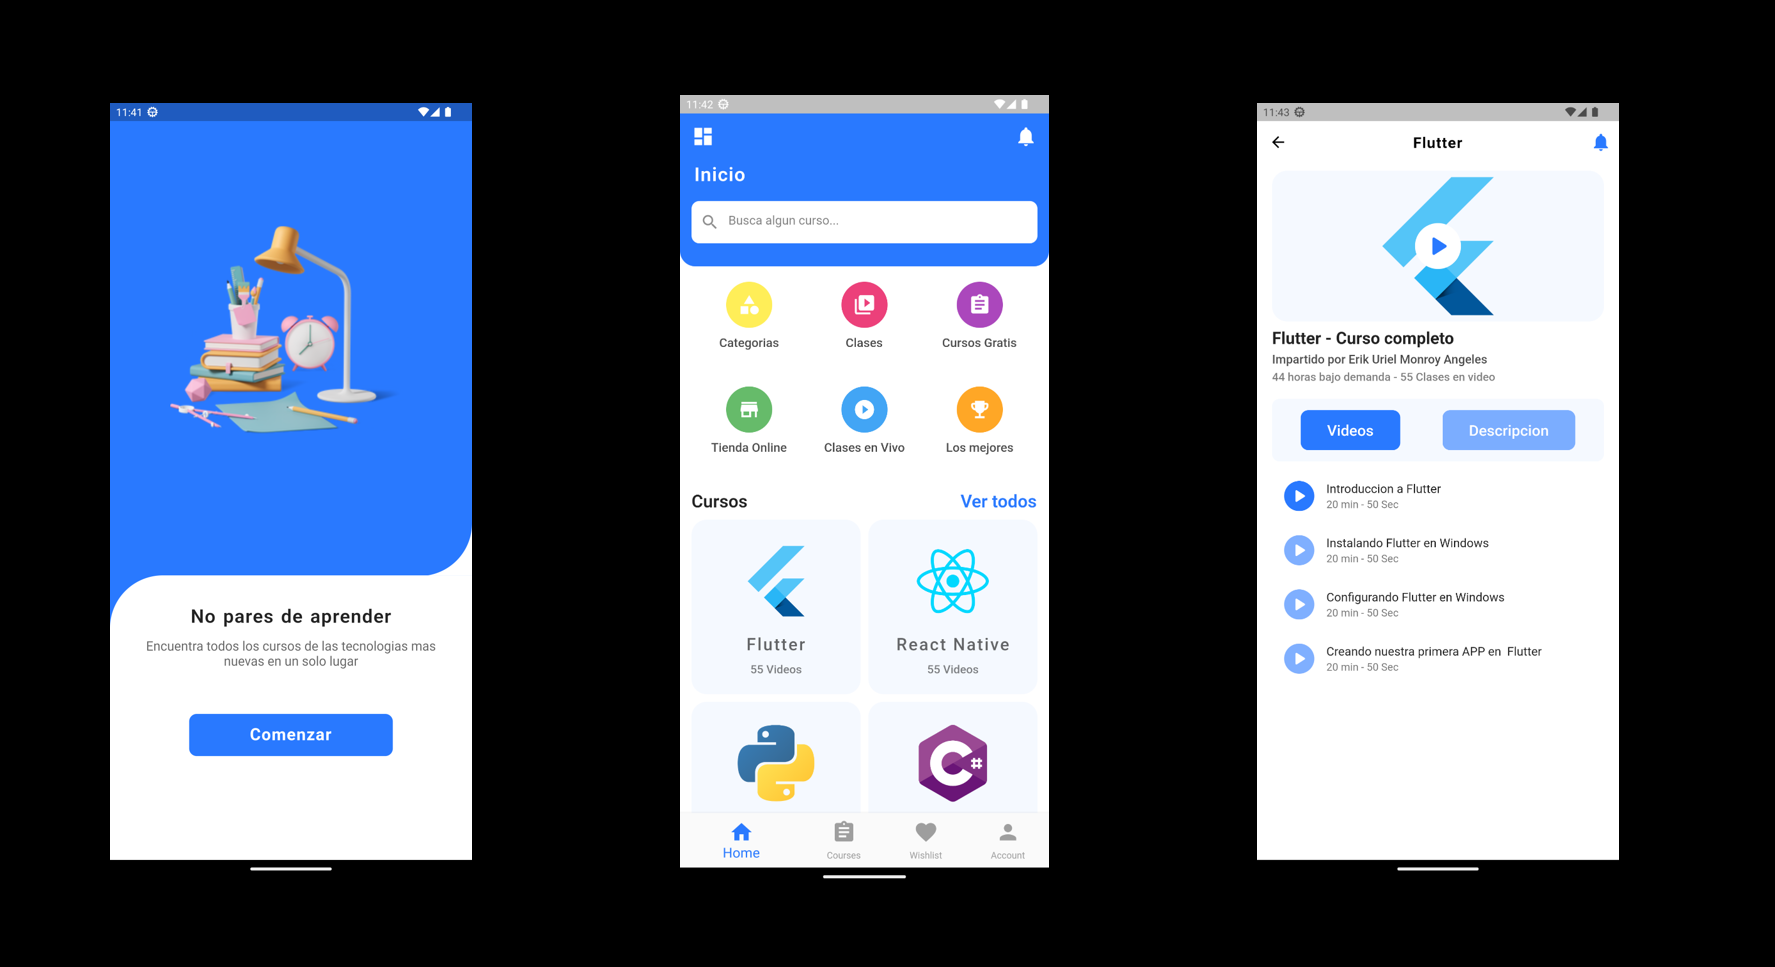 11:41
No pares de aprender
Encuentra todos los cursos de las tecnologias mas
nuevas en un solo lugar
Comenzar
11:42
Inicio
Busca algun curso...
Categorias
Clases
Cursos Gratis
Tienda Online
Clases en Vivo
Los mejores
Cursos
Ver todos
Flutter
55 Videos
React Native
55 Videos
C#
Home
Courses
Wishlist
Account
11:43
Flutter
Flutter - Curso completo
Impartido por Erik Uriel Monroy Angeles
44 horas bajo demanda - 55 Clases en video
Videos
Descripcion
Introduccion a Flutter
20 min - 50 Sec
Instalando Flutter en Windows
20 min - 50 Sec
Configurando Flutter en Windows
20 min - 50 Sec
Creando nuestra primera APP en  Flutter
20 min - 50 Sec